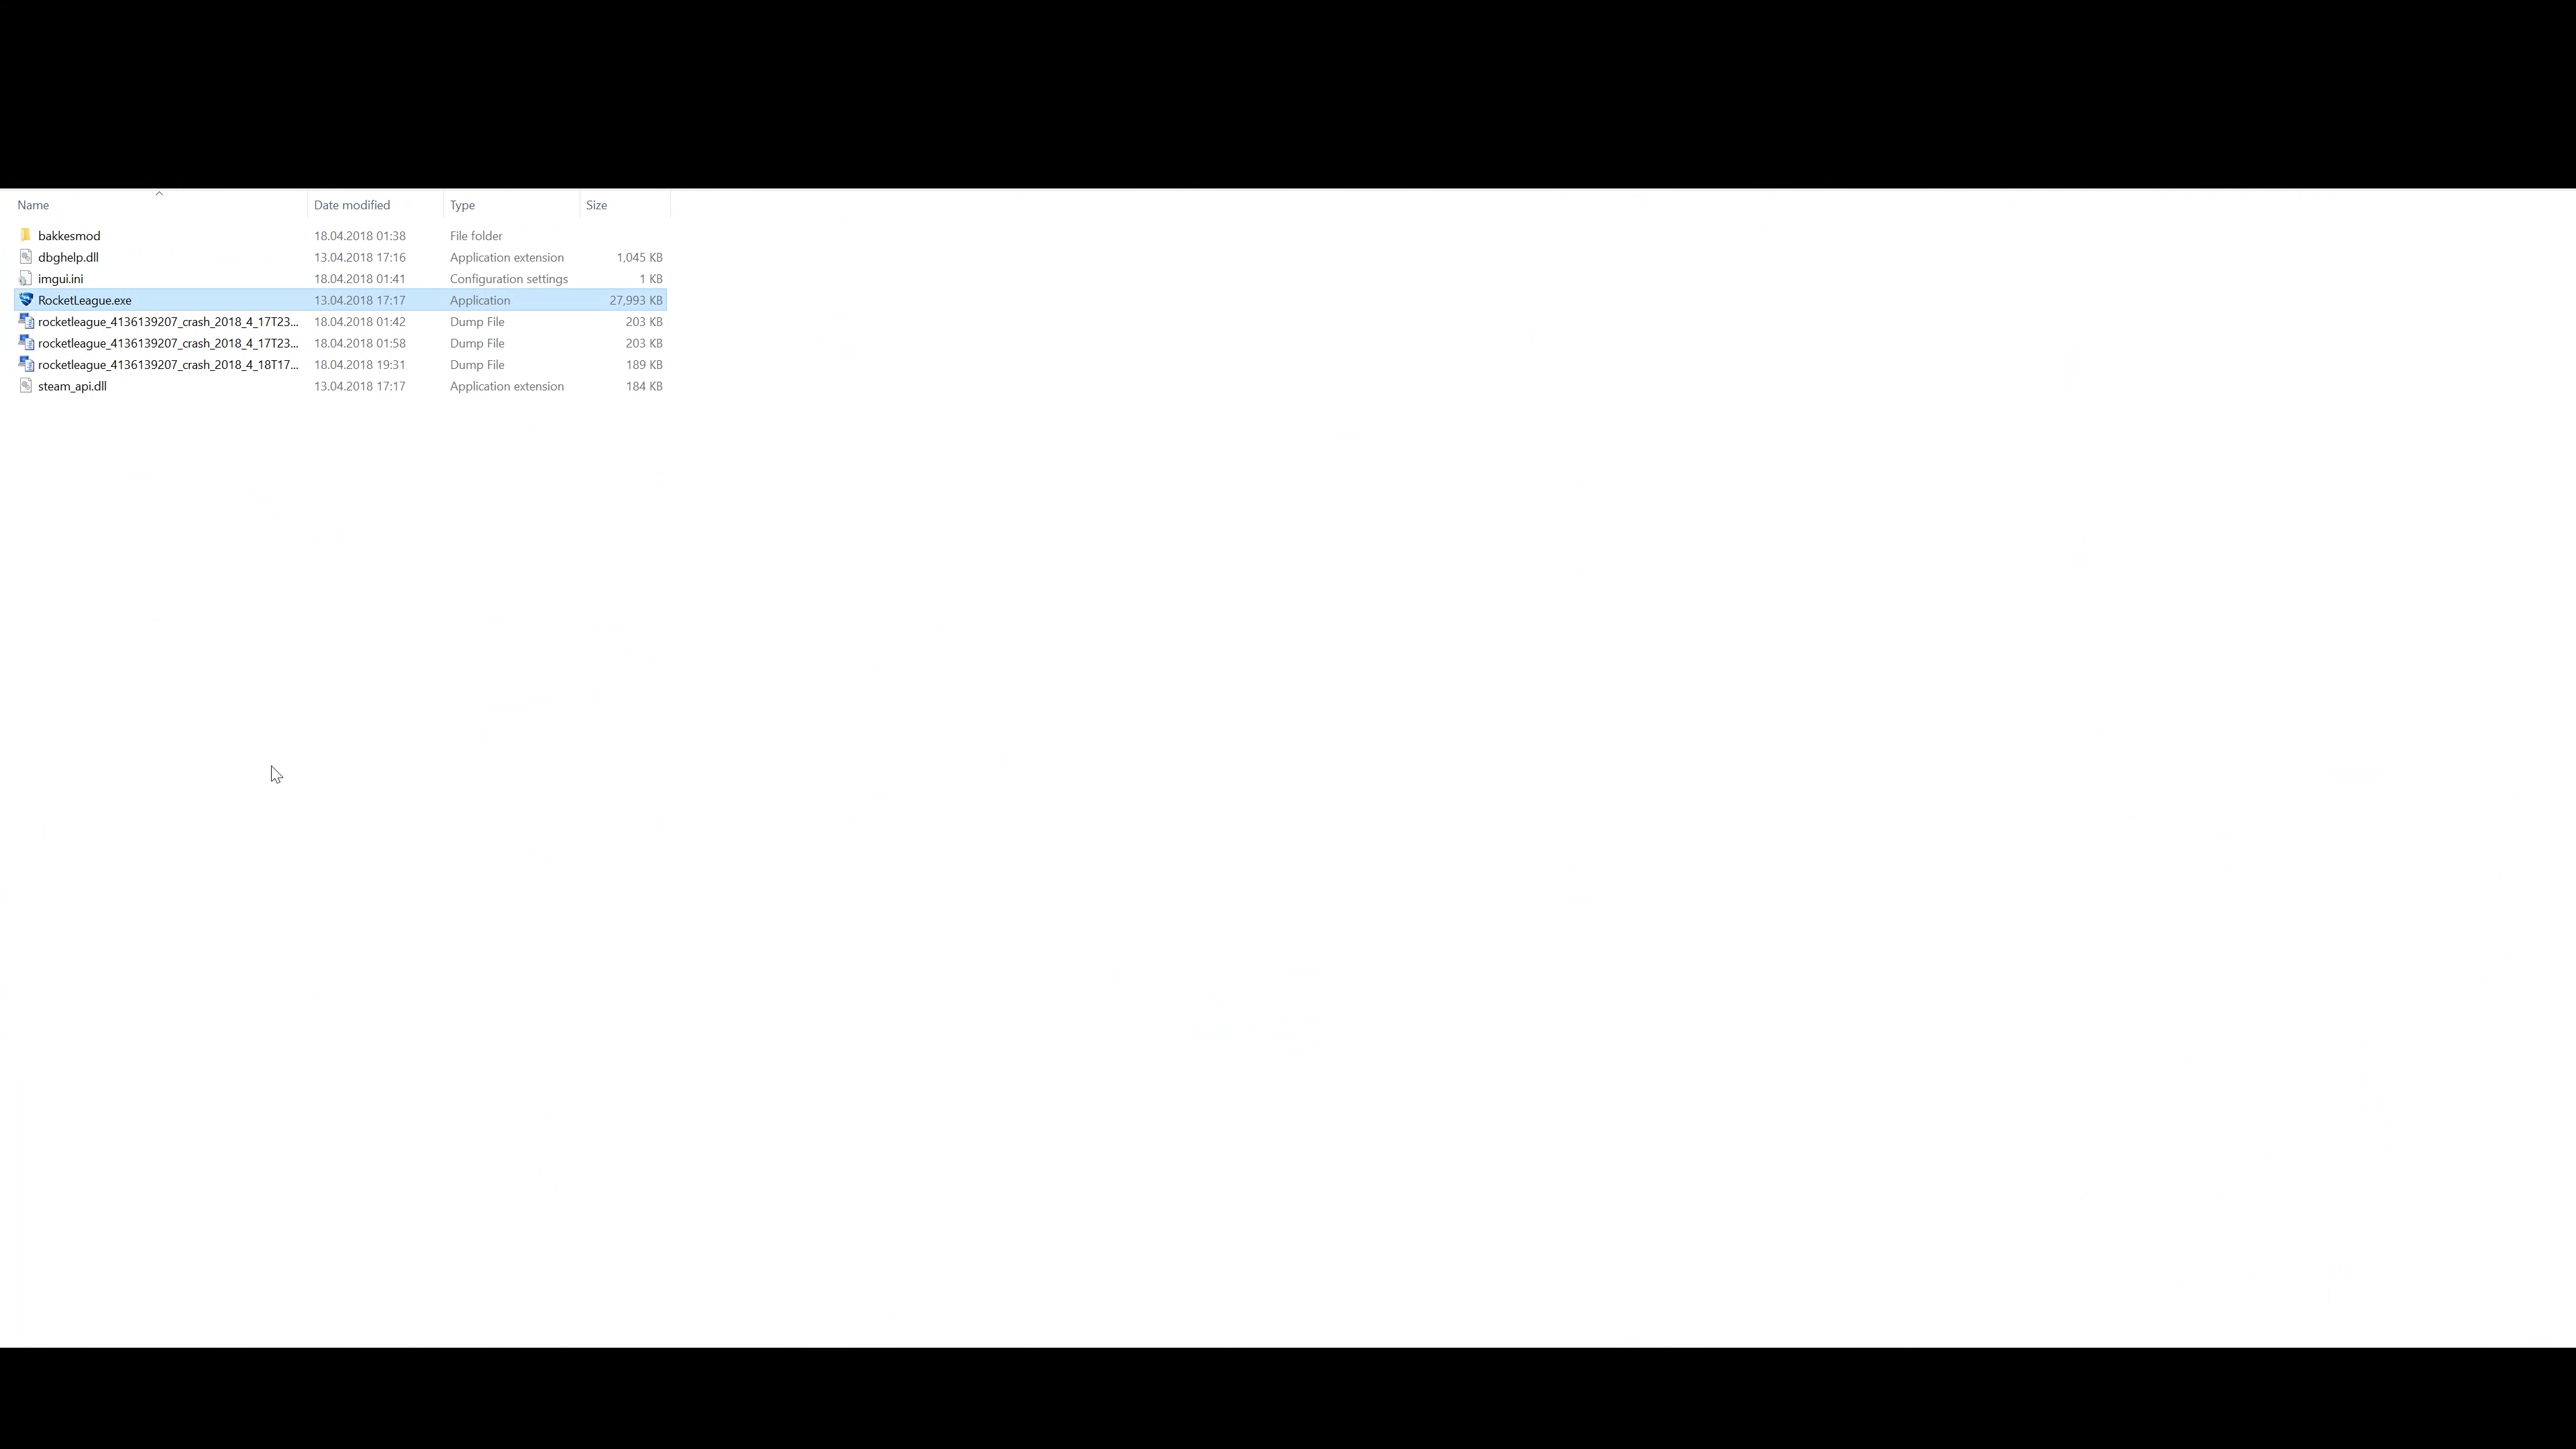 Name Date modified Type Size
bakkesmod 18.04.2018 01:38 File folder
dbghelp.dll 13.04.2018 17:16 Application extension 1,045 KB
imgui.ini 18.04.2018 01:41 Configuration settings 1 KB
RocketLeague.exe 13.04.2018 17:17 Application 27,993 KB
rocketleague_4136139207_crash_2018_4_17T23... 18.04.2018 01:42 Dump File 203 KB
rocketleague_4136139207_crash_2018_4_17T23... 18.04.2018 01:58 Dump File 203 KB
rocketleague_4136139207_crash_2018_4_18T17... 18.04.2018 19:31 Dump File 189 KB
steam_api.dll 13.04.2018 17:17 Application extension 184 KB